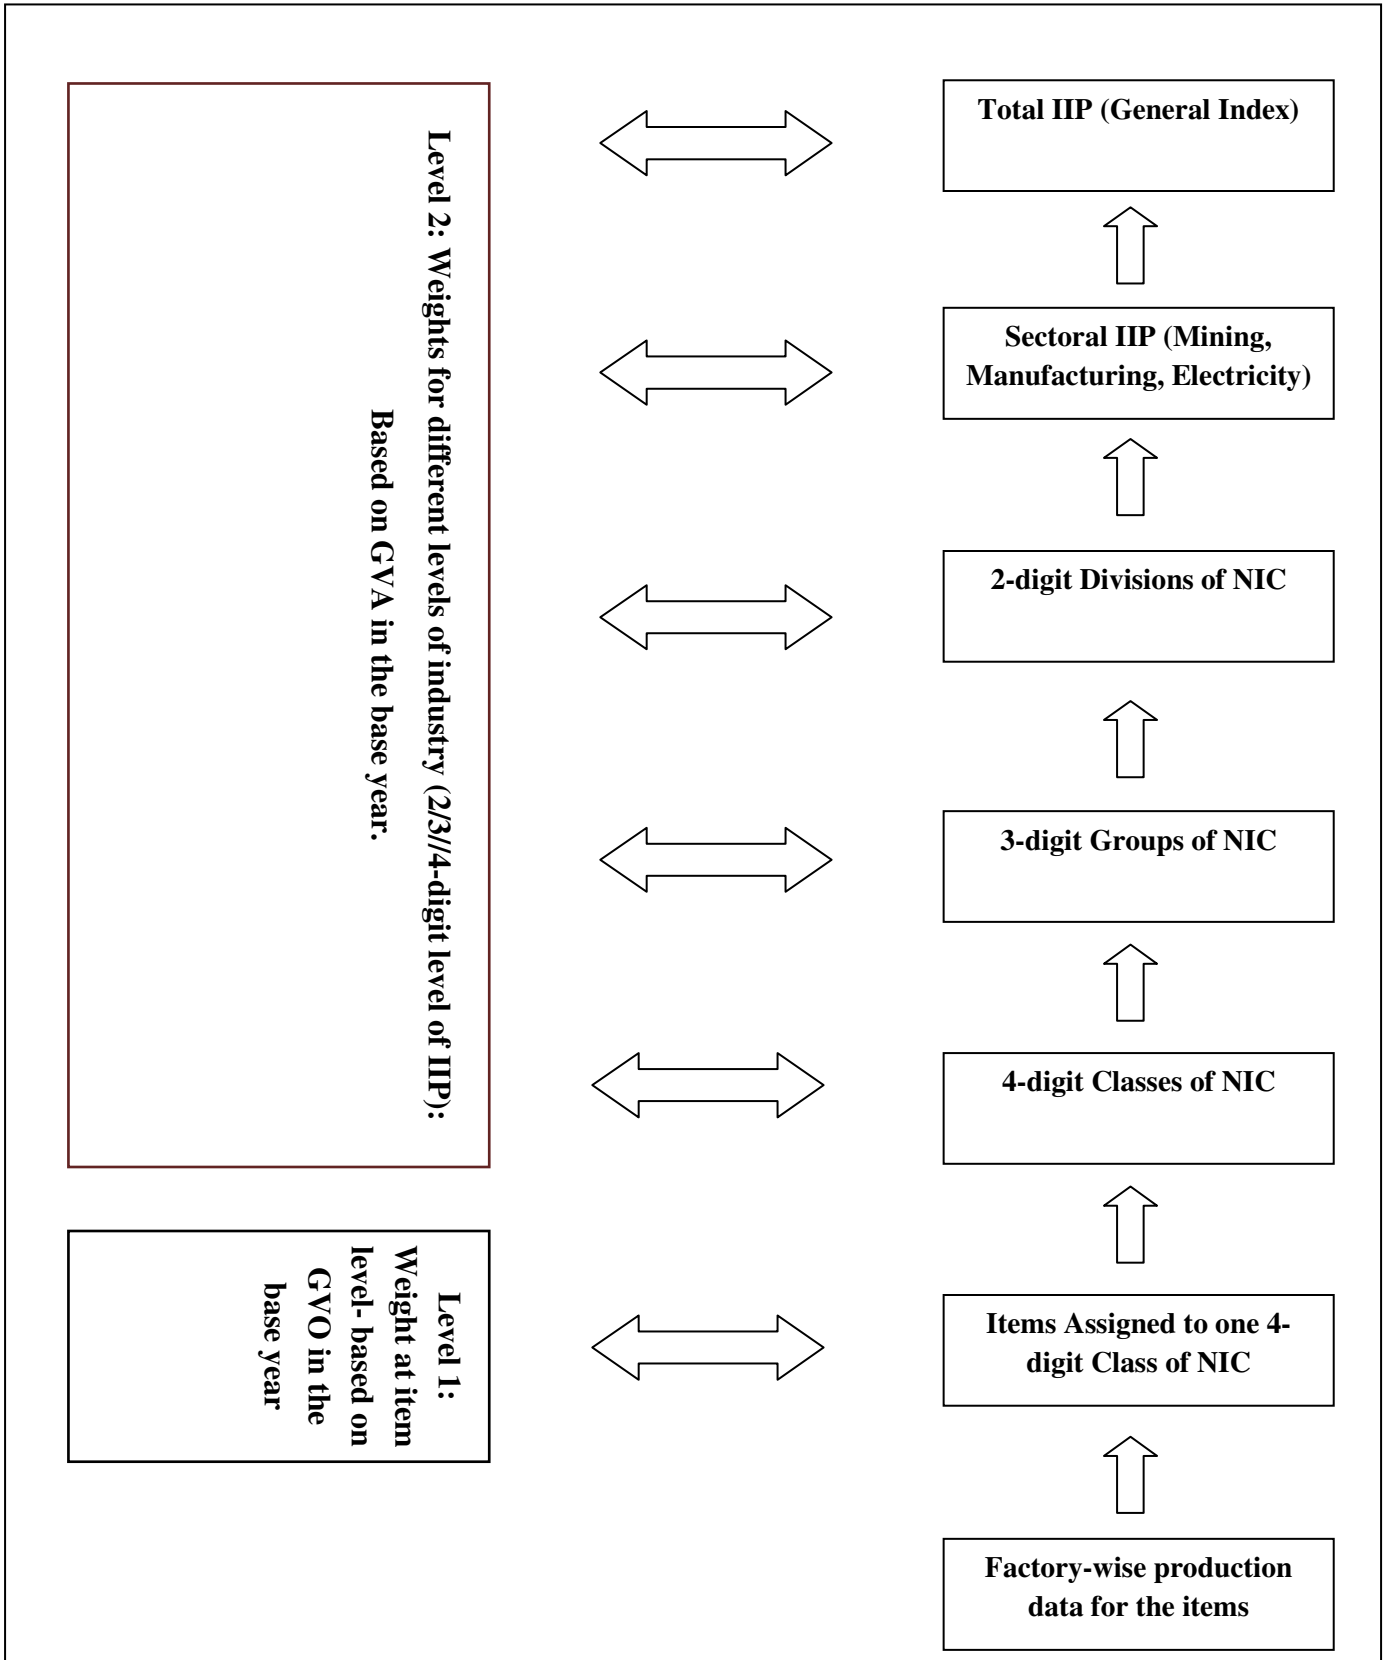 Level 2: Weights for different levels of industry (2/3//4-digit level of IIP):
Based on GVA in the base year.
Level 1:
Weight at item
level- based on
GVO in the
base year
Total IIP (General Index)
Sectoral IIP (Mining,
Manufacturing, Electricity)
2-digit Divisions of NIC
3-digit Groups of NIC
4-digit Classes of NIC
Items Assigned to one 4-
digit Class of NIC
Factory-wise production
data for the items